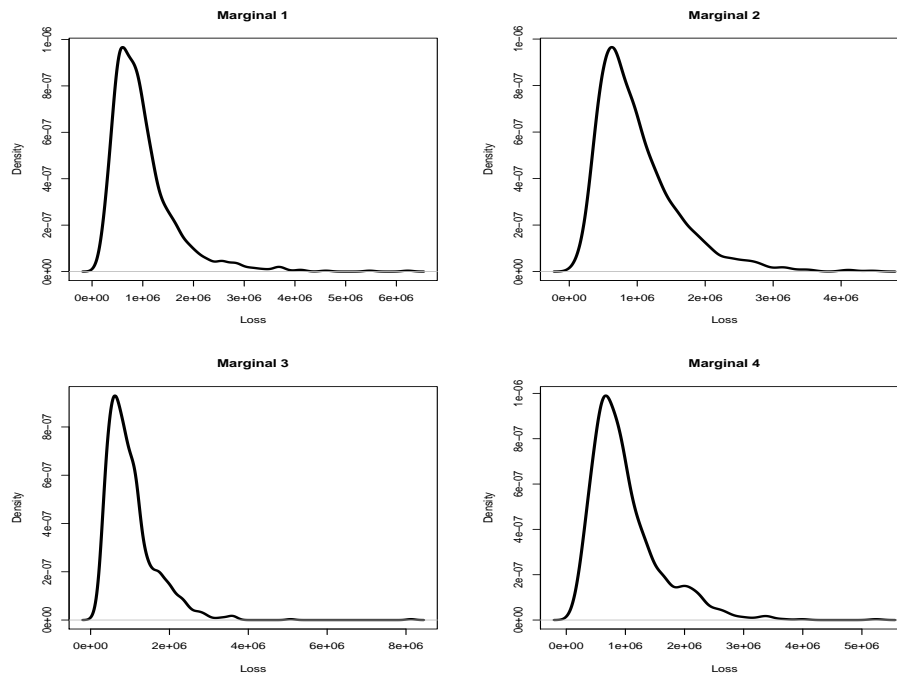 Marginal 1
Density
0e+00 2e−07 4e−07 6e−07 8e−07 1e−06
0e+00 1e+06 2e+06 3e+06 4e+06 5e+06 6e+06
Loss
Marginal 2
Density
0e+00 2e−07 4e−07 6e−07 8e−07 1e−06
0e+00 1e+06 2e+06 3e+06 4e+06
Loss
Marginal 3
Density
0e+00 2e−07 4e−07 6e−07 8e−07
0e+00 2e+06 4e+06 6e+06 8e+06
Loss
Marginal 4
Density
0e+00 2e−07 4e−07 6e−07 8e−07 1e−06
0e+00 1e+06 2e+06 3e+06 4e+06 5e+06
Loss